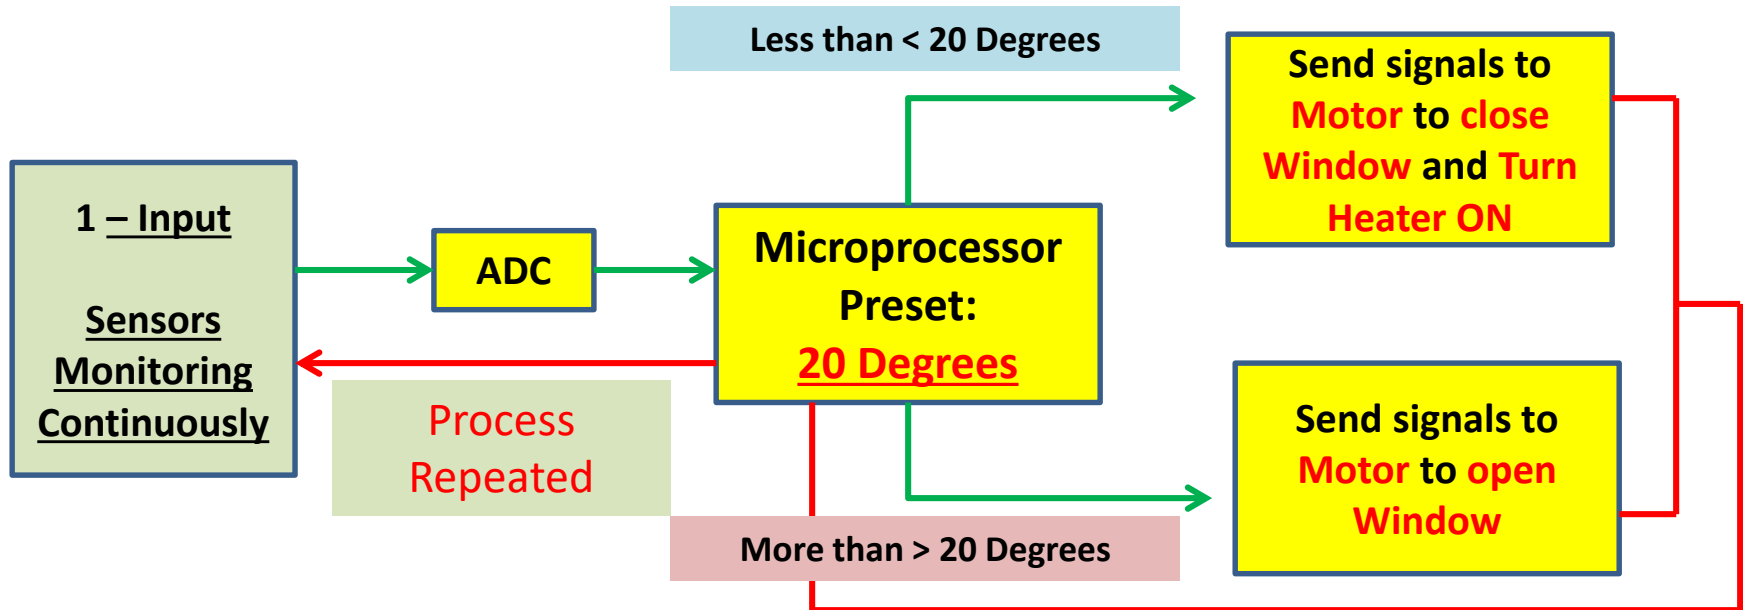 Less than < 20 Degrees
Send signals to
Motor to close
Window and Turn
Heater ON
1 – Input
Sensors
Monitoring
Continuously
ADC
Microprocessor
Preset:
20 Degrees
Process
Repeated
Send signals to
Motor to open
Window
More than > 20 Degrees